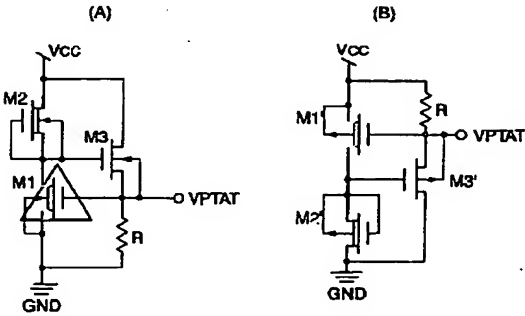 (A)
(B)
VCC
M2
M3
M1
VPTAT
R
GND
VCC
M1'
R
VPTAT
M3'
M2'
GND